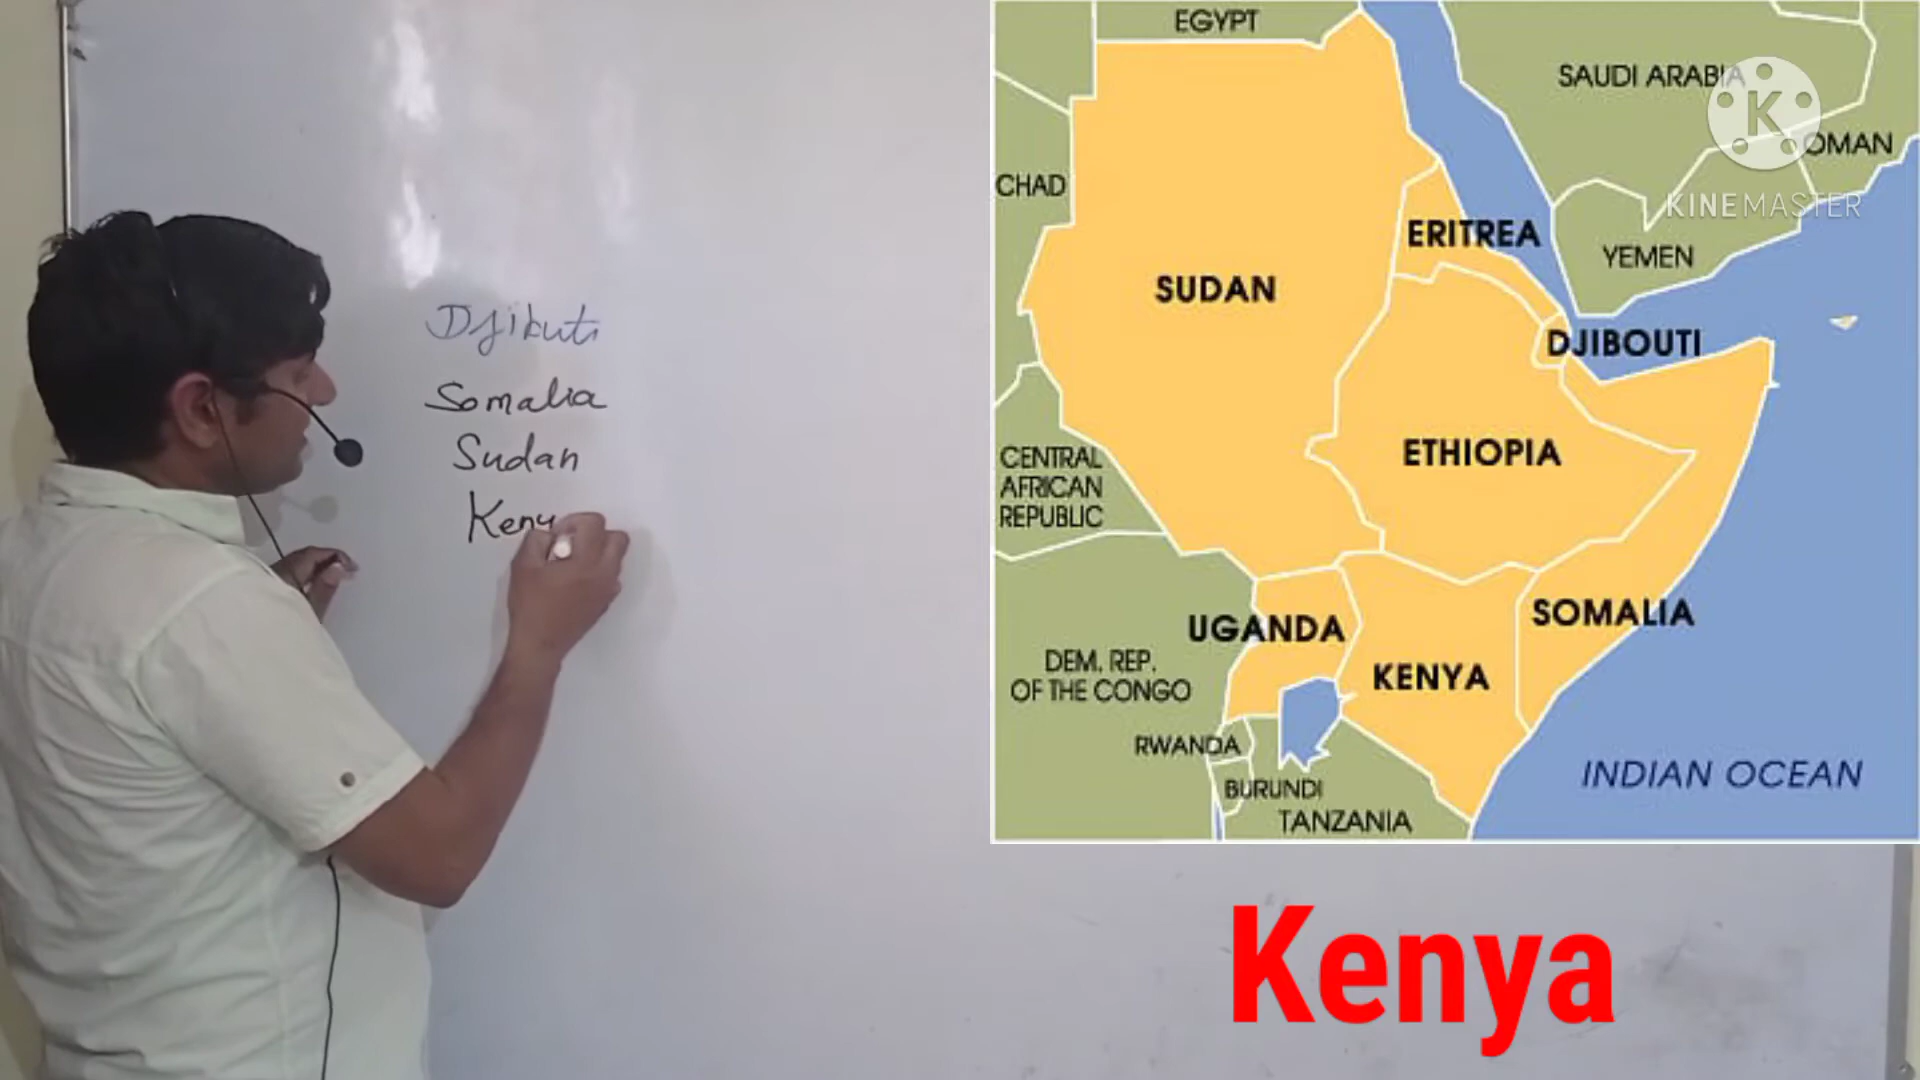 Djibuti
Somalia
Sudan
Keny
EGYPT
SAUDI ARABIA
K
OMAN
CHAD
KINEMASTER
ERITREA
YEMEN
SUDAN
DJIBOUTI
ETHIOPIA
CENTRAL
AFRICAN
REPUBLIC
SOMALIA
UGANDA
DEM. REP.
OF THE CONGO
KENYA
RWANDA
INDIAN OCEAN
BURUNDI
TANZANIA
Kenya